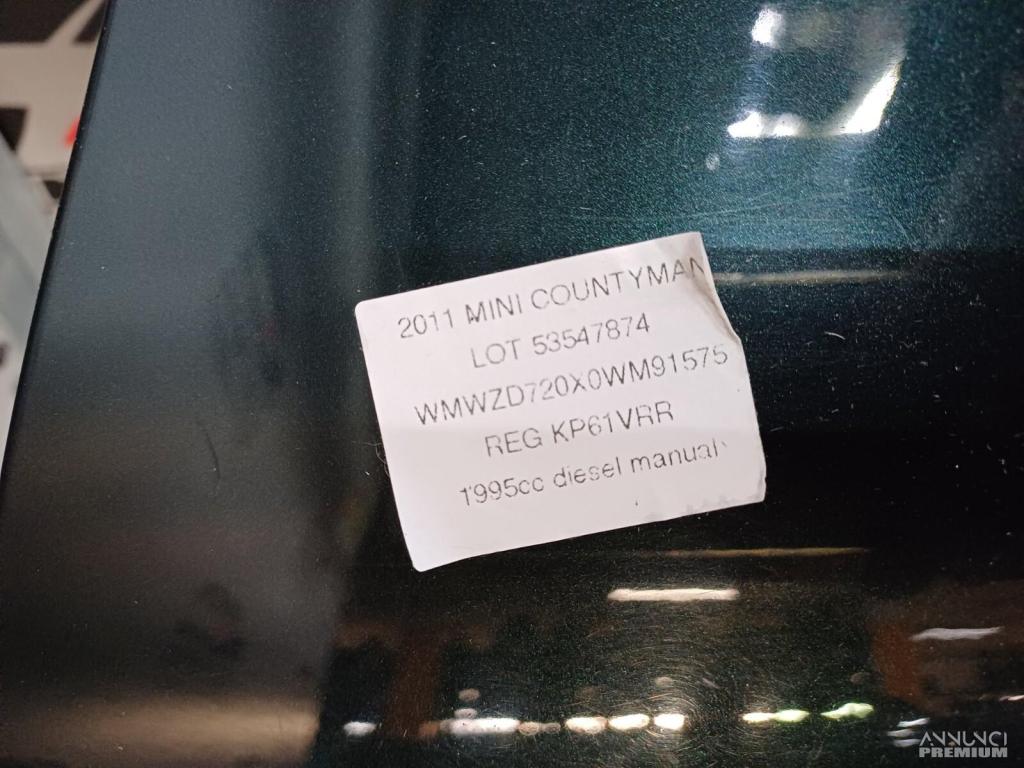 2011 MINI COUNTYMAN
LOT 53547874
WMWZD720X0WM91575
REG KP61VRR
1995cc diesel manual
ANNUNCI
PREMIUM